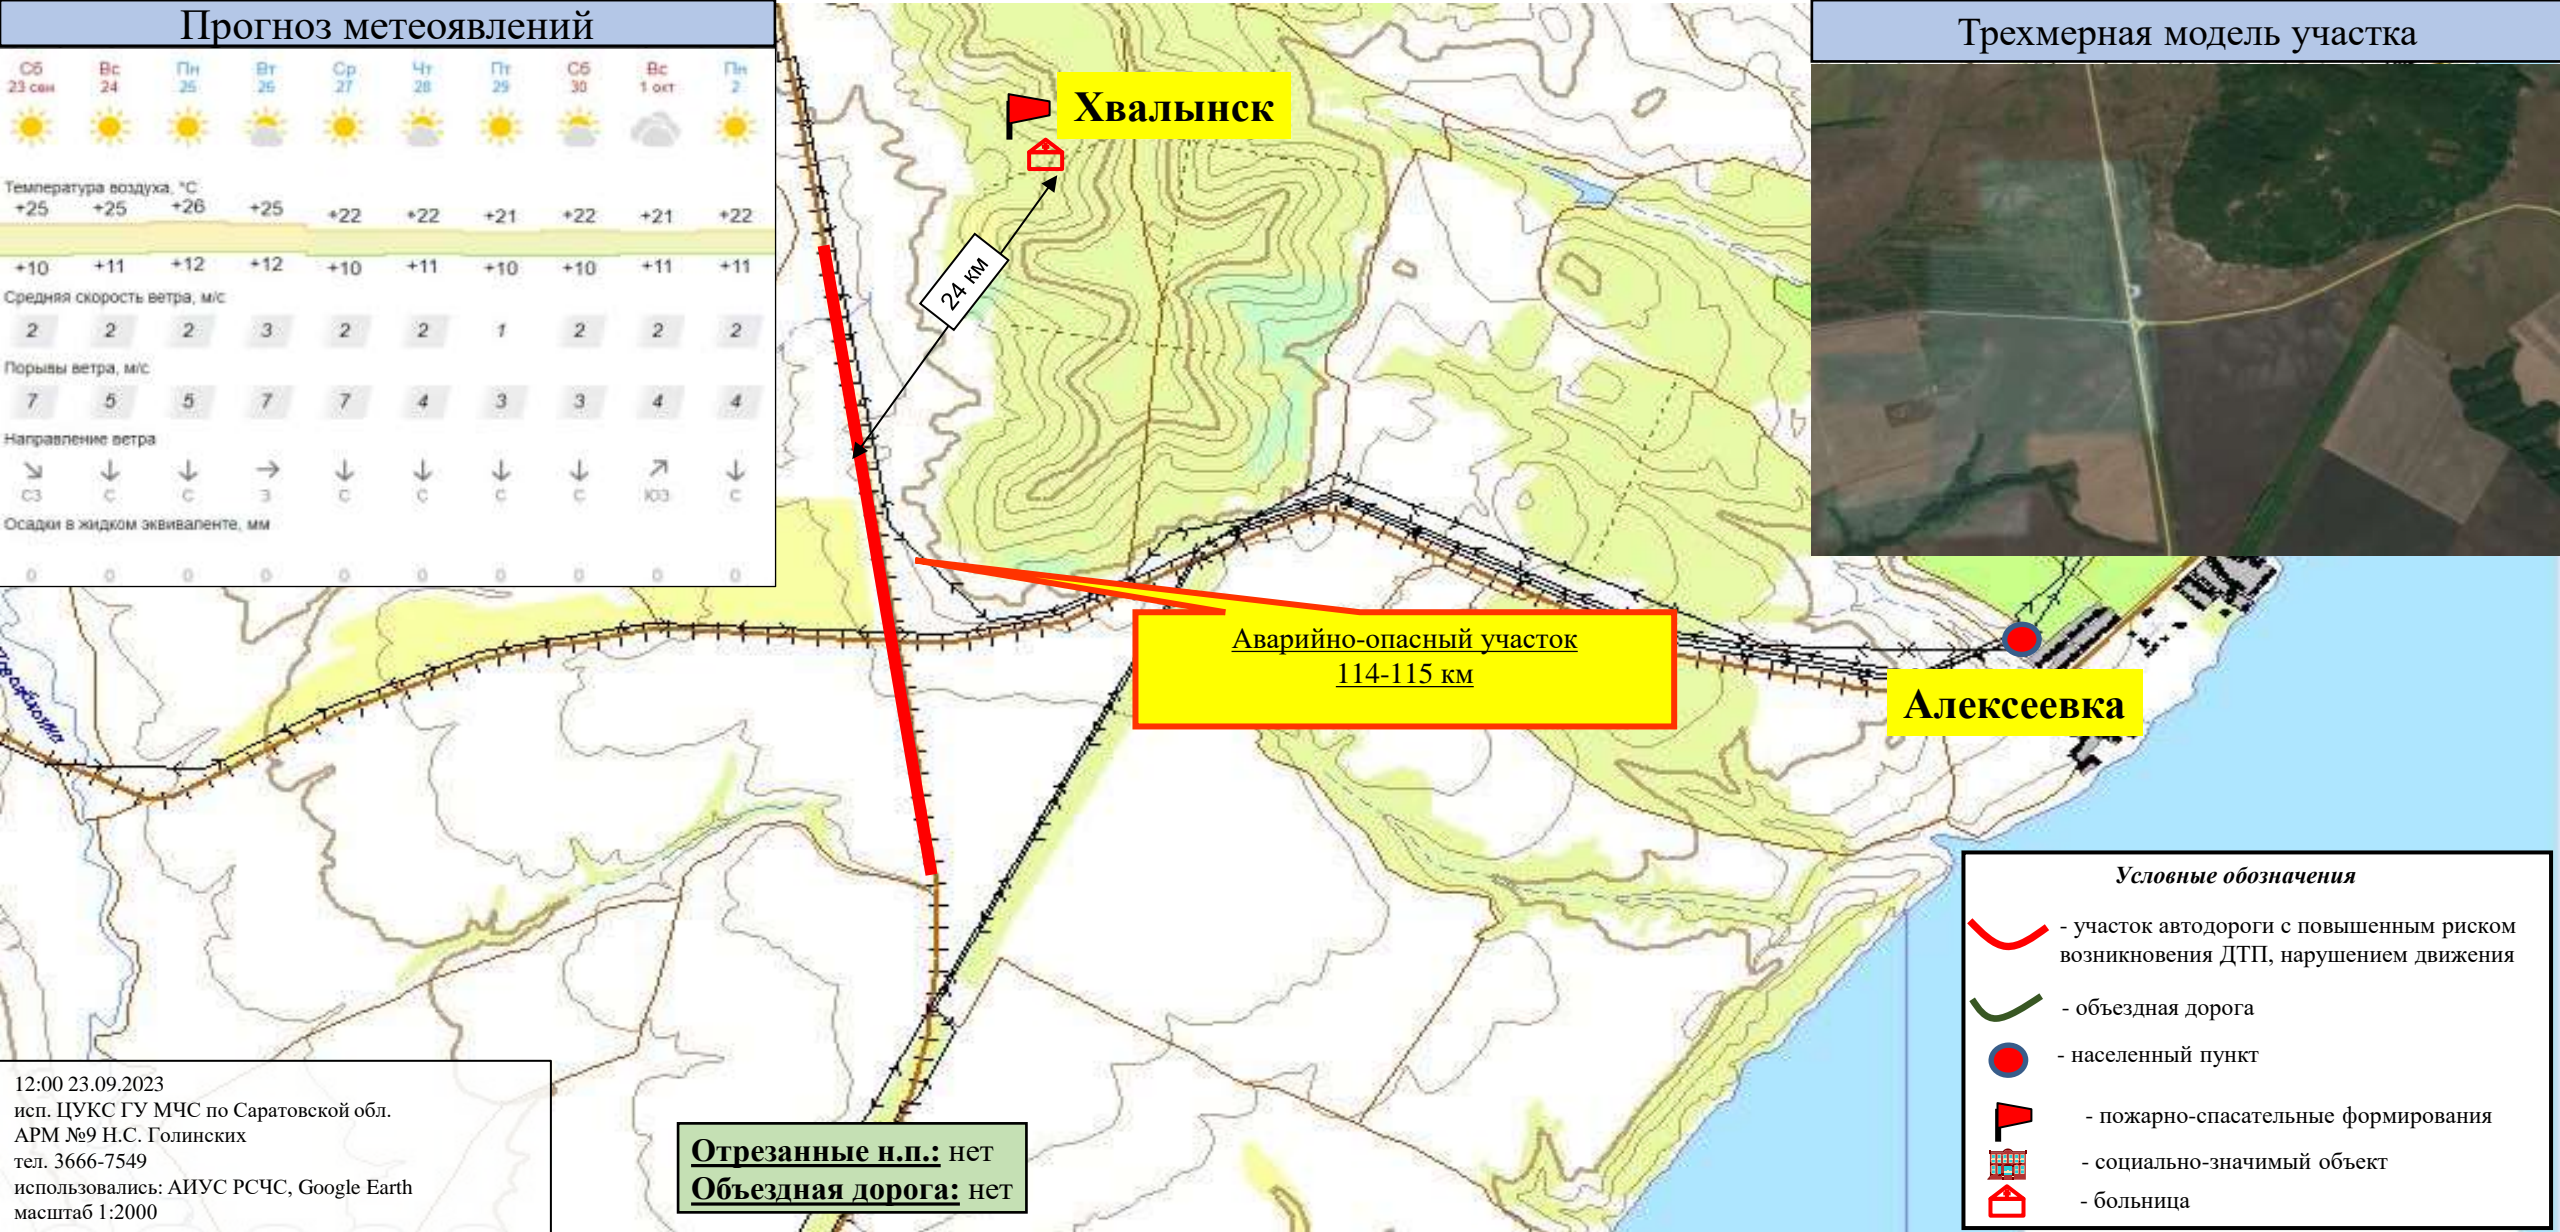 Прогноз метеоявлений
Сб Вс Пн Вт Ср Чт Пт Сб Вс Пн
23 сен 24 25 26 27 28 29 30 1 окт 2
Температура воздуха, °C
+25 +25 +26 +25 +22 +22 +21 +22 +21 +22
+10 +11 +12 +12 +10 +11 +10 +10 +11 +11
Средняя скорость ветра, м/с
2 2 2 3 2 2 1 2 2 2
Порывы ветра, м/с
7 5 5 7 7 4 3 3 4 4
Направление ветра
СЗ С С З С С С С ЮЗ С
Осадки в жидком эквиваленте, мм
0 0 0 0 0 0 0 0 0 0
Хвалынск
24 км
Трехмерная модель участка
Аварийно-опасный участок
114-115 км
Алексеевка
12:00 23.09.2023
исп. ЦУКС ГУ МЧС по Саратовской обл.
АРМ №9 Н.С. Голинских
тел. 3666-7549
использовались: АИУС РСЧС, Google Earth
масштаб 1:2000
Отрезанные н.п.: нет
Объездная дорога: нет
Условные обозначения
- участок автодороги с повышенным риском
возникновения ДТП, нарушением движения
- объездная дорога
- населенный пункт
- пожарно-спасательные формирования
- социально-значимый объект
- больница